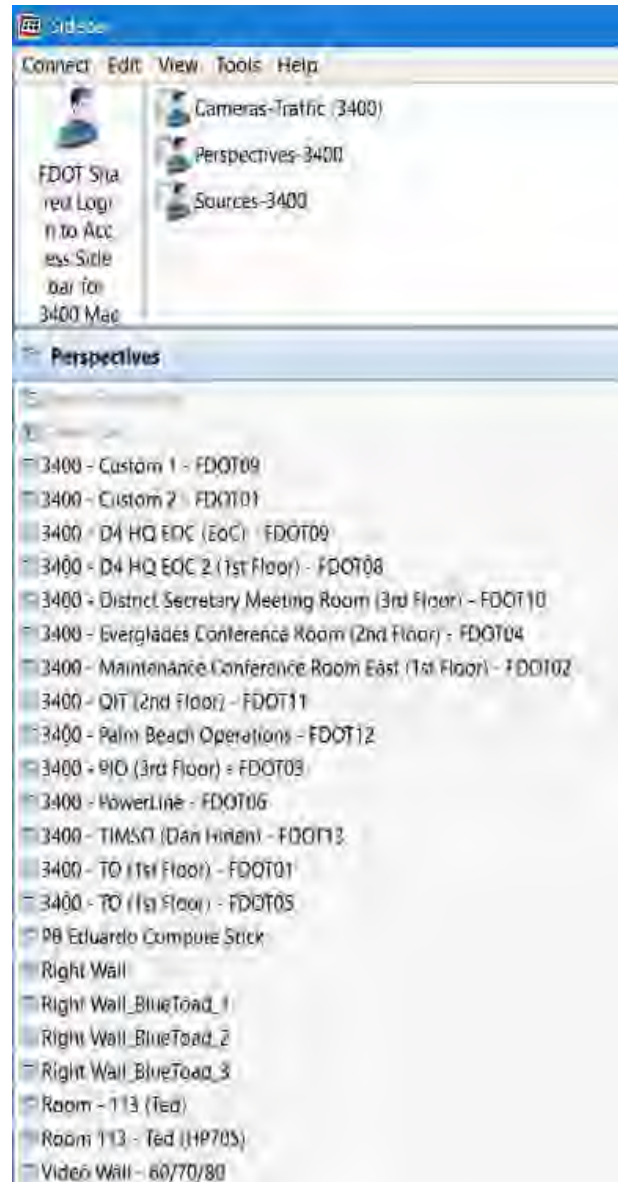 Sidebar
Connect Edit View Tools Help
FDOT Sha
red Logi
n to Acc
ess Side
bar for
3400 Mac
Cameras-Traffic (3400)
Perspectives-3400
Sources-3400
Perspectives
3400 - Custom 1 - FDOT09
3400 - Custom 2 - FDOT01
3400 - D4 HQ EOC (EoC) - FDOT09
3400 - D4 HQ EOC 2 (1st Floor) - FDOT08
3400 - District Secretary Meeting Room (3rd Floor) - FDOT10
3400 - Everglades Conference Room (2nd Floor) - FDOT04
3400 - Maintenance Conference Room East (1st Floor) - FDOT02
3400 - OIT (2nd Floor) - FDOT11
3400 - Palm Beach Operations - FDOT12
3400 - PIO (3rd Floor) - FDOT03
3400 - PowerLine - FDOT06
3400 - TIMSO (Dan - FDOT13
3400 - TO (1st Floor) - FDOT01
3400 - TO (1st Floor) - FDOT05
PB Eduardo Compute Stick
Right Wall
Right Wall_BlueToad_1
Right Wall_BlueToad_2
Right Wall_BlueToad_3
Room - 113 (Ted)
Room 113 - Ted (HP705)
Video Wall - 60/70/80